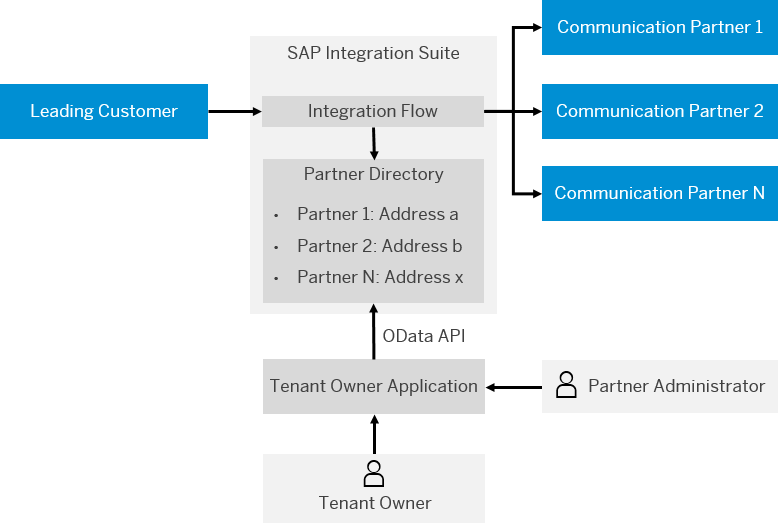 Communication Partner 1
SAP Integration Suite
Leading Customer
Integration Flow
Communication Partner 2
Partner Directory
• Partner 1: Address a
• Partner 2: Address b
• Partner N: Address x
Communication Partner N
OData API
Tenant Owner Application
Partner Administrator
Tenant Owner